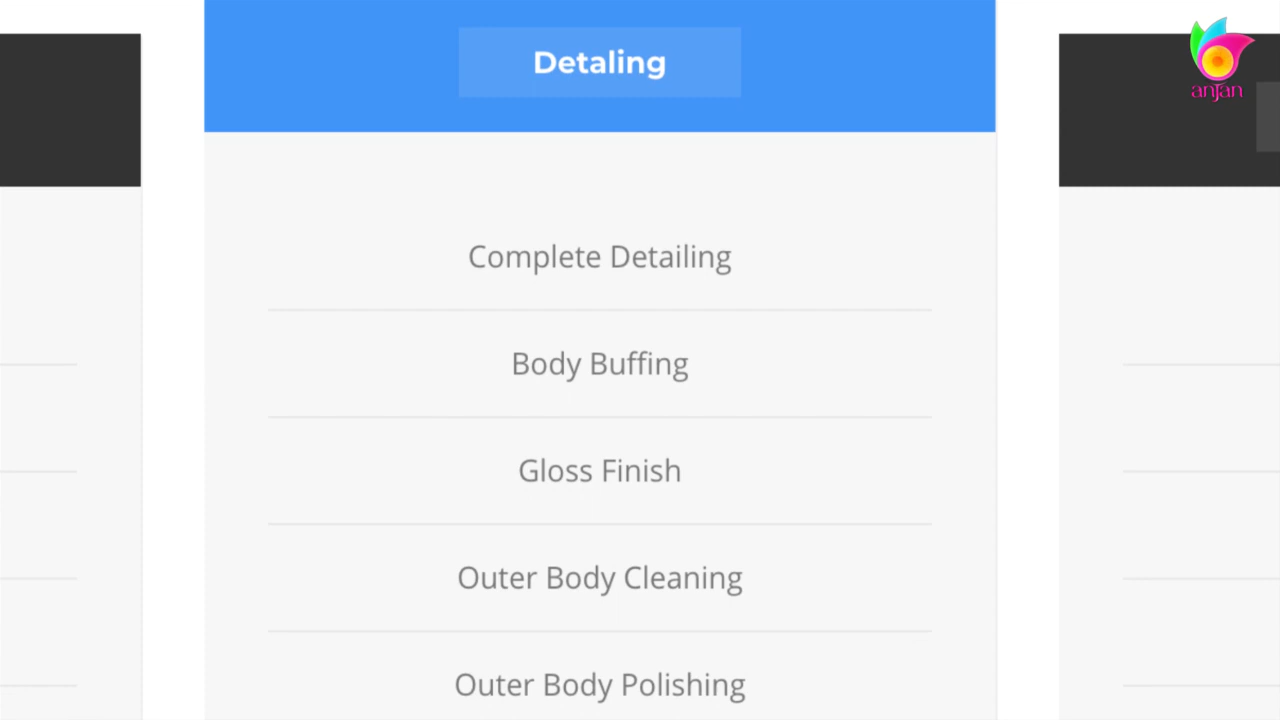 Detaling
anjan
Complete Detailing
Body Buffing
Gloss Finish
Outer Body Cleaning
Outer Body Polishing